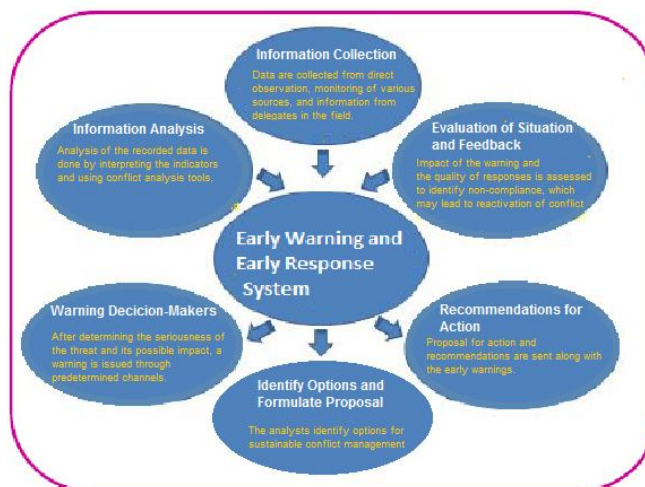 Information Collection
Data are collected from direct
observation, monitoring of various
sources, and information from
delegates in the field.
Information Analysis
Analysis of the recorded data is
done by interpreting the indicators
and using conflict analysis tools,
Evaluation of Situation
and Feedback
Impact of the warning and
the quality of responses is assessed
to identify non-compliance, which
may lead to reactivation of conflict
Early Warning and
Early Response
System
Warning Decicion-Makers
After determining the seriousness of
the threat and its possible impact, a
warning is issued through
predetermined channels.
Recommendations for
Action
Proposal for action and
recommendations are sent along with
the early warnings.
Identify Options and
Formulate Proposal
The analysts identify options for
sustainable conflict management